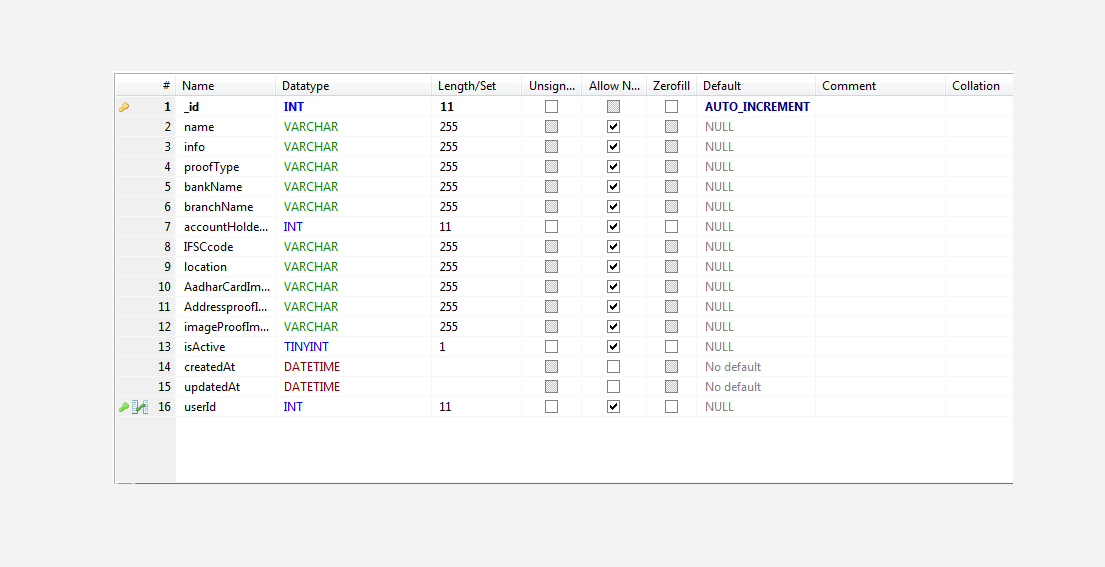 # Name Datatype Length/Set Unsign... Allow N... Zerofill Default Comment Collation
1 _id INT 11 AUTO_INCREMENT
2 name VARCHAR 255 NULL
3 info VARCHAR 255 NULL
4 proofType VARCHAR 255 NULL
5 bankName VARCHAR 255 NULL
6 branchName VARCHAR 255 NULL
7 accountHolde... INT 11 NULL
8 IFSCcode VARCHAR 255 NULL
9 location VARCHAR 255 NULL
10 AadharCardIm... VARCHAR 255 NULL
11 AddressproofI... VARCHAR 255 NULL
12 imageProofIm... VARCHAR 255 NULL
13 isActive TINYINT 1 NULL
14 createdAt DATETIME No default
15 updatedAt DATETIME No default
16 userId INT 11 NULL